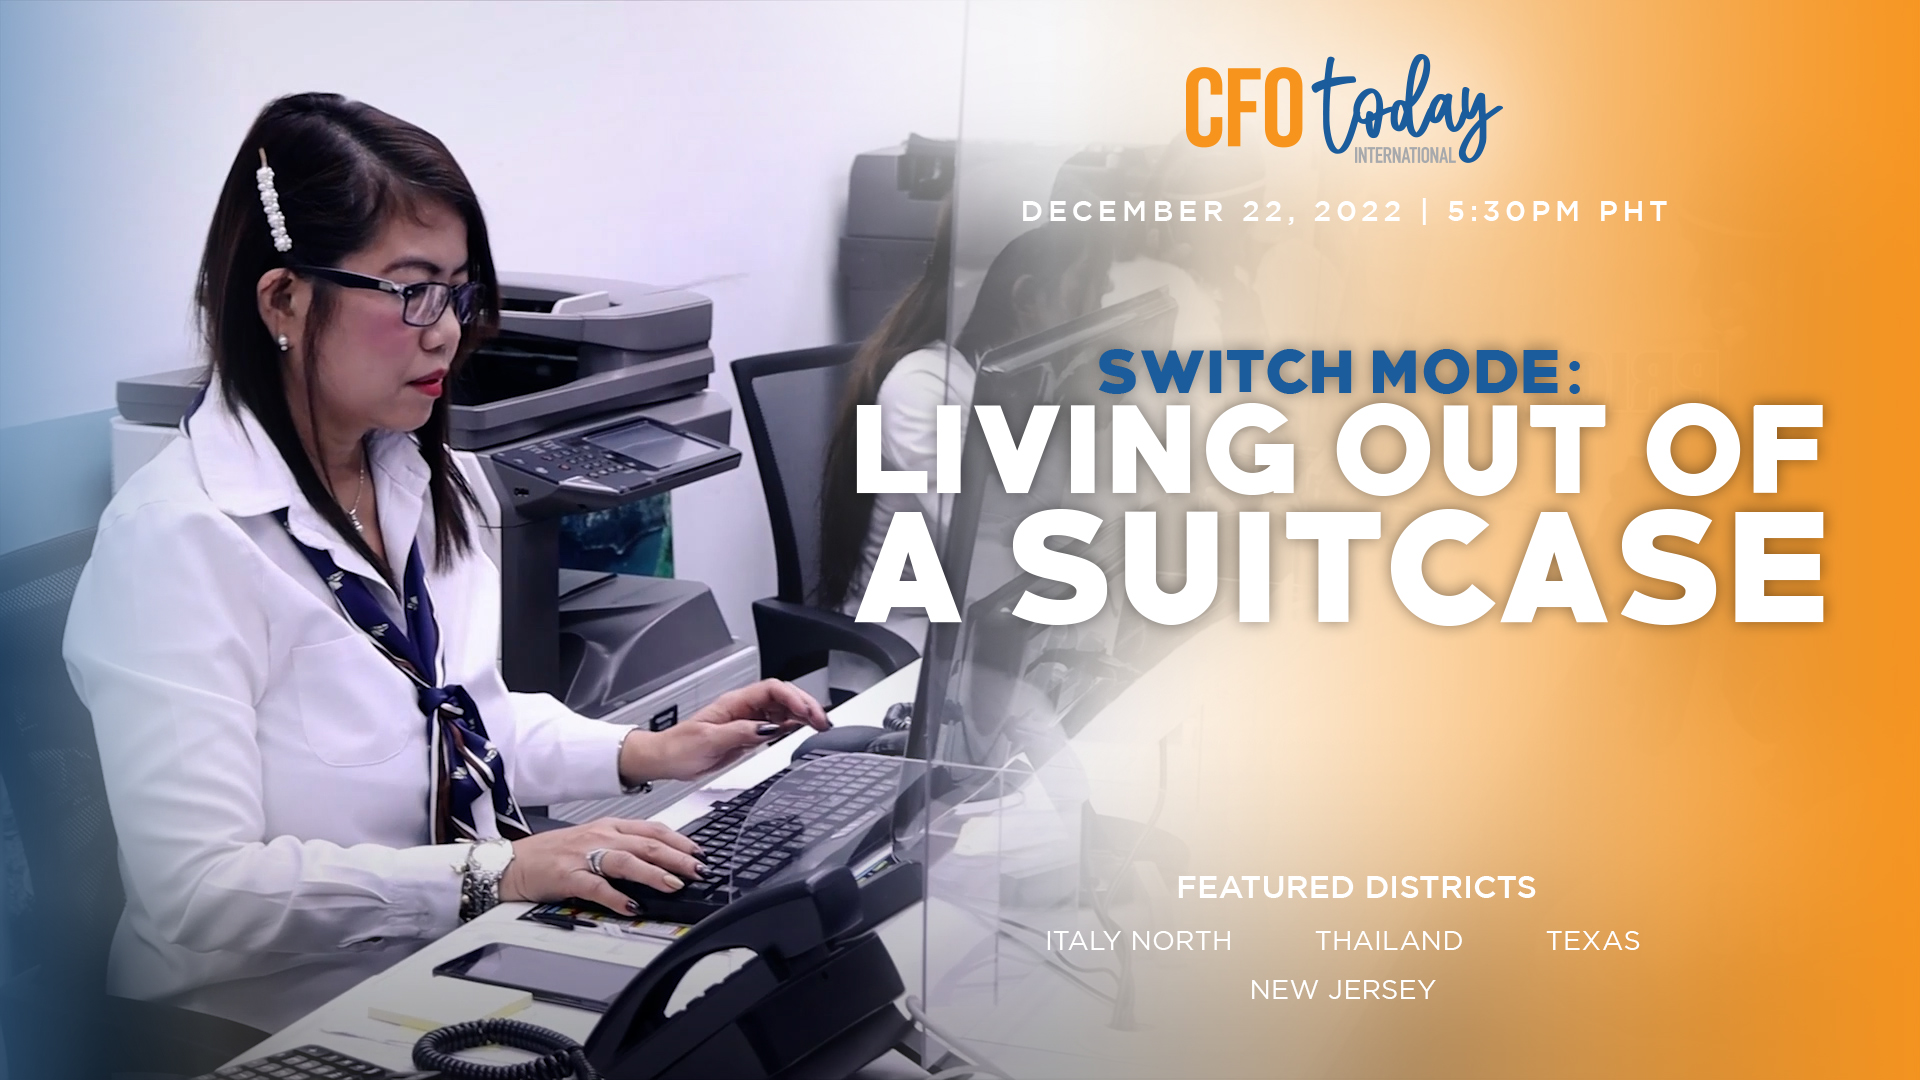 CFO today
INTERNATIONAL
DECEMBER 22, 2022 | 5:30PM PHT
SWITCH MODE:
LIVING OUT OF
A SUITCASE
FEATURED DISTRICTS
ITALY NORTH THAILAND TEXAS
NEW JERSEY